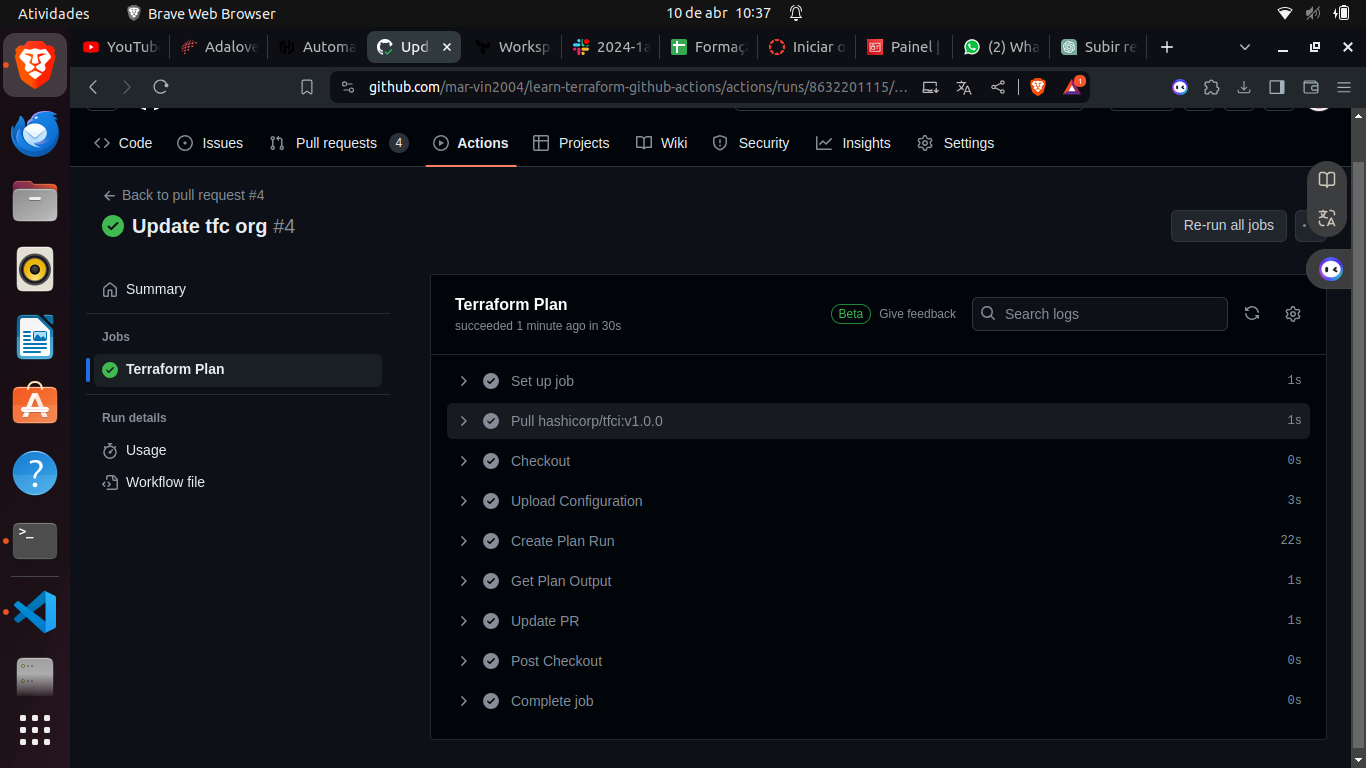 Atividades
Brave Web Browser
10 de abr 10:37
YouTube
Adalove
Automa
Upd
Worksp
2024-1a
Formaç
Iniciar o
Painel |
(2) Wha
Subir re
github.com/mar-vin2004/learn-terraform-github-actions/actions/runs/8632201115/…
1
Code
Issues
Pull requests 4
Actions
Projects
Wiki
Security
Insights
Settings
Back to pull request #4
Update tfc org #4
Re-run all jobs
Summary
Jobs
Terraform Plan
Run details
Usage
Workflow file
Terraform Plan
succeeded 1 minute ago in 30s
Beta
Give feedback
Search logs
Set up job 1s
Pull hashicorp/tfci:v1.0.0 1s
Checkout 0s
Upload Configuration 3s
Create Plan Run 22s
Get Plan Output 1s
Update PR 1s
Post Checkout 0s
Complete job 0s